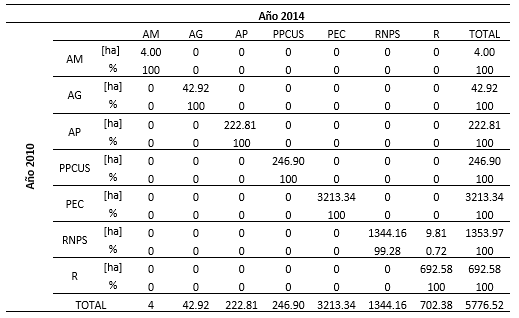 Año 2014
AM AG AP PPCUS PEC RNPS R TOTAL
Año 2010
AM [ha] 4.00 0 0 0 0 0 0 4.00
% 100 0 0 0 0 0 0 100
AG [ha] 0 42.92 0 0 0 0 0 42.92
% 0 100 0 0 0 0 0 100
AP [ha] 0 0 222.81 0 0 0 0 222.81
% 0 0 100 0 0 0 0 100
PPCUS [ha] 0 0 0 246.90 0 0 0 246.90
% 0 0 0 100 0 0 0 100
PEC [ha] 0 0 0 0 3213.34 0 0 3213.34
% 0 0 0 0 100 0 0 100
RNPS [ha] 0 0 0 0 0 1344.16 9.81 1353.97
% 0 0 0 0 0 99.28 0.72 100
R [ha] 0 0 0 0 0 0 692.58 692.58
% 0 0 0 0 0 0 100 100
TOTAL 4 42.92 222.81 246.90 3213.34 1344.16 702.38 5776.52